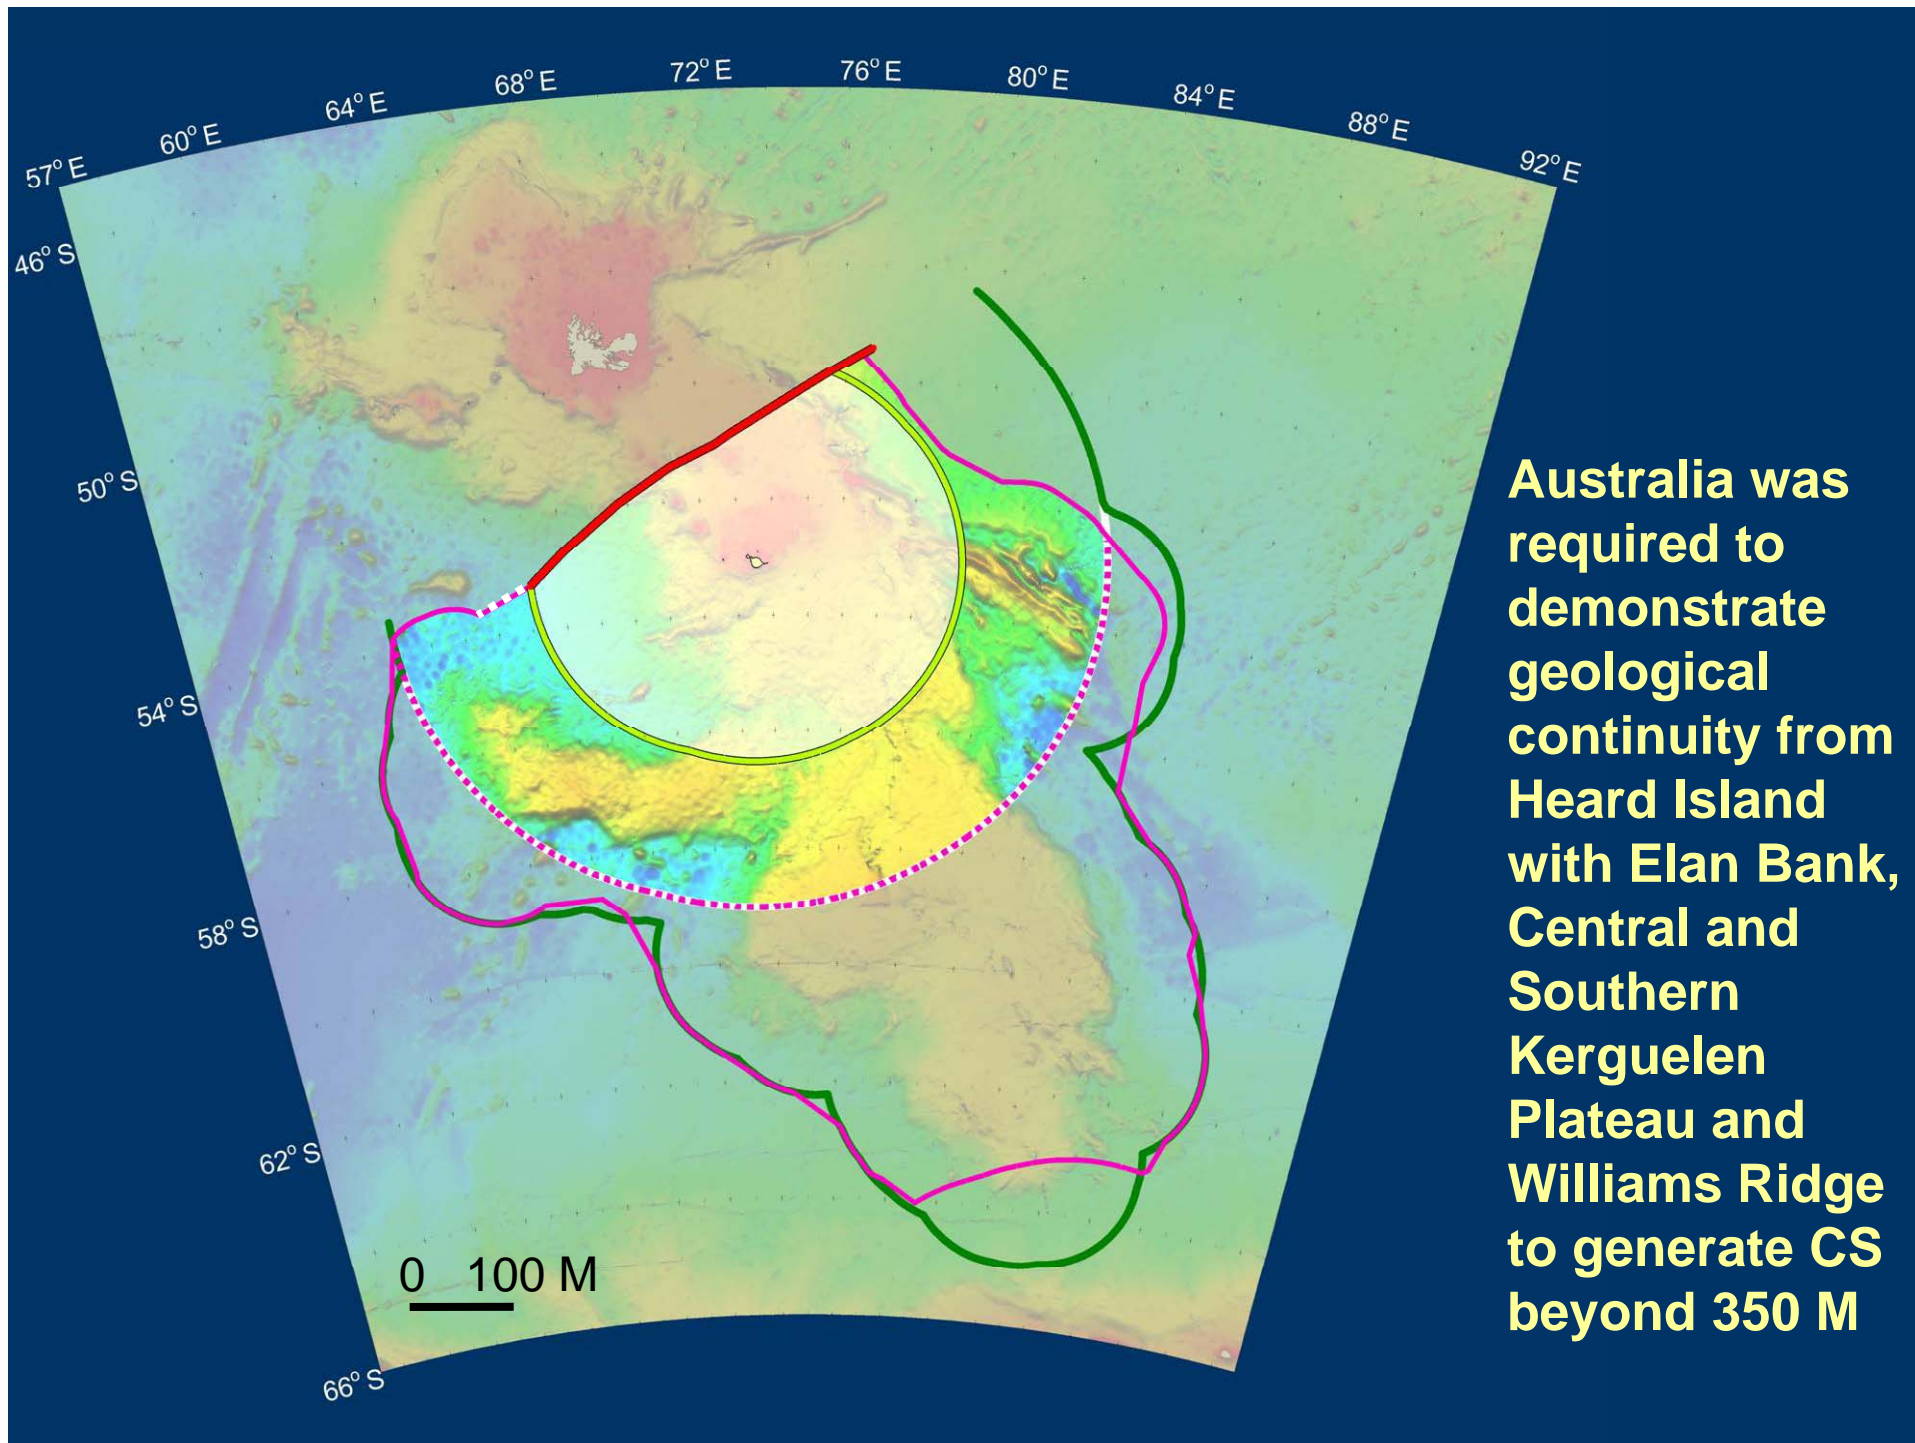 57° E
60° E
64° E
68° E
72° E
76° E
80° E
84° E
88° E
92° E
46° S
50° S
54° S
58° S
62° S
66° S
0 100 M
Australia was
required to
demonstrate
geological
continuity from
Heard Island
with Elan Bank,
Central and
Southern
Kerguelen
Plateau and
Williams Ridge
to generate CS
beyond 350 M